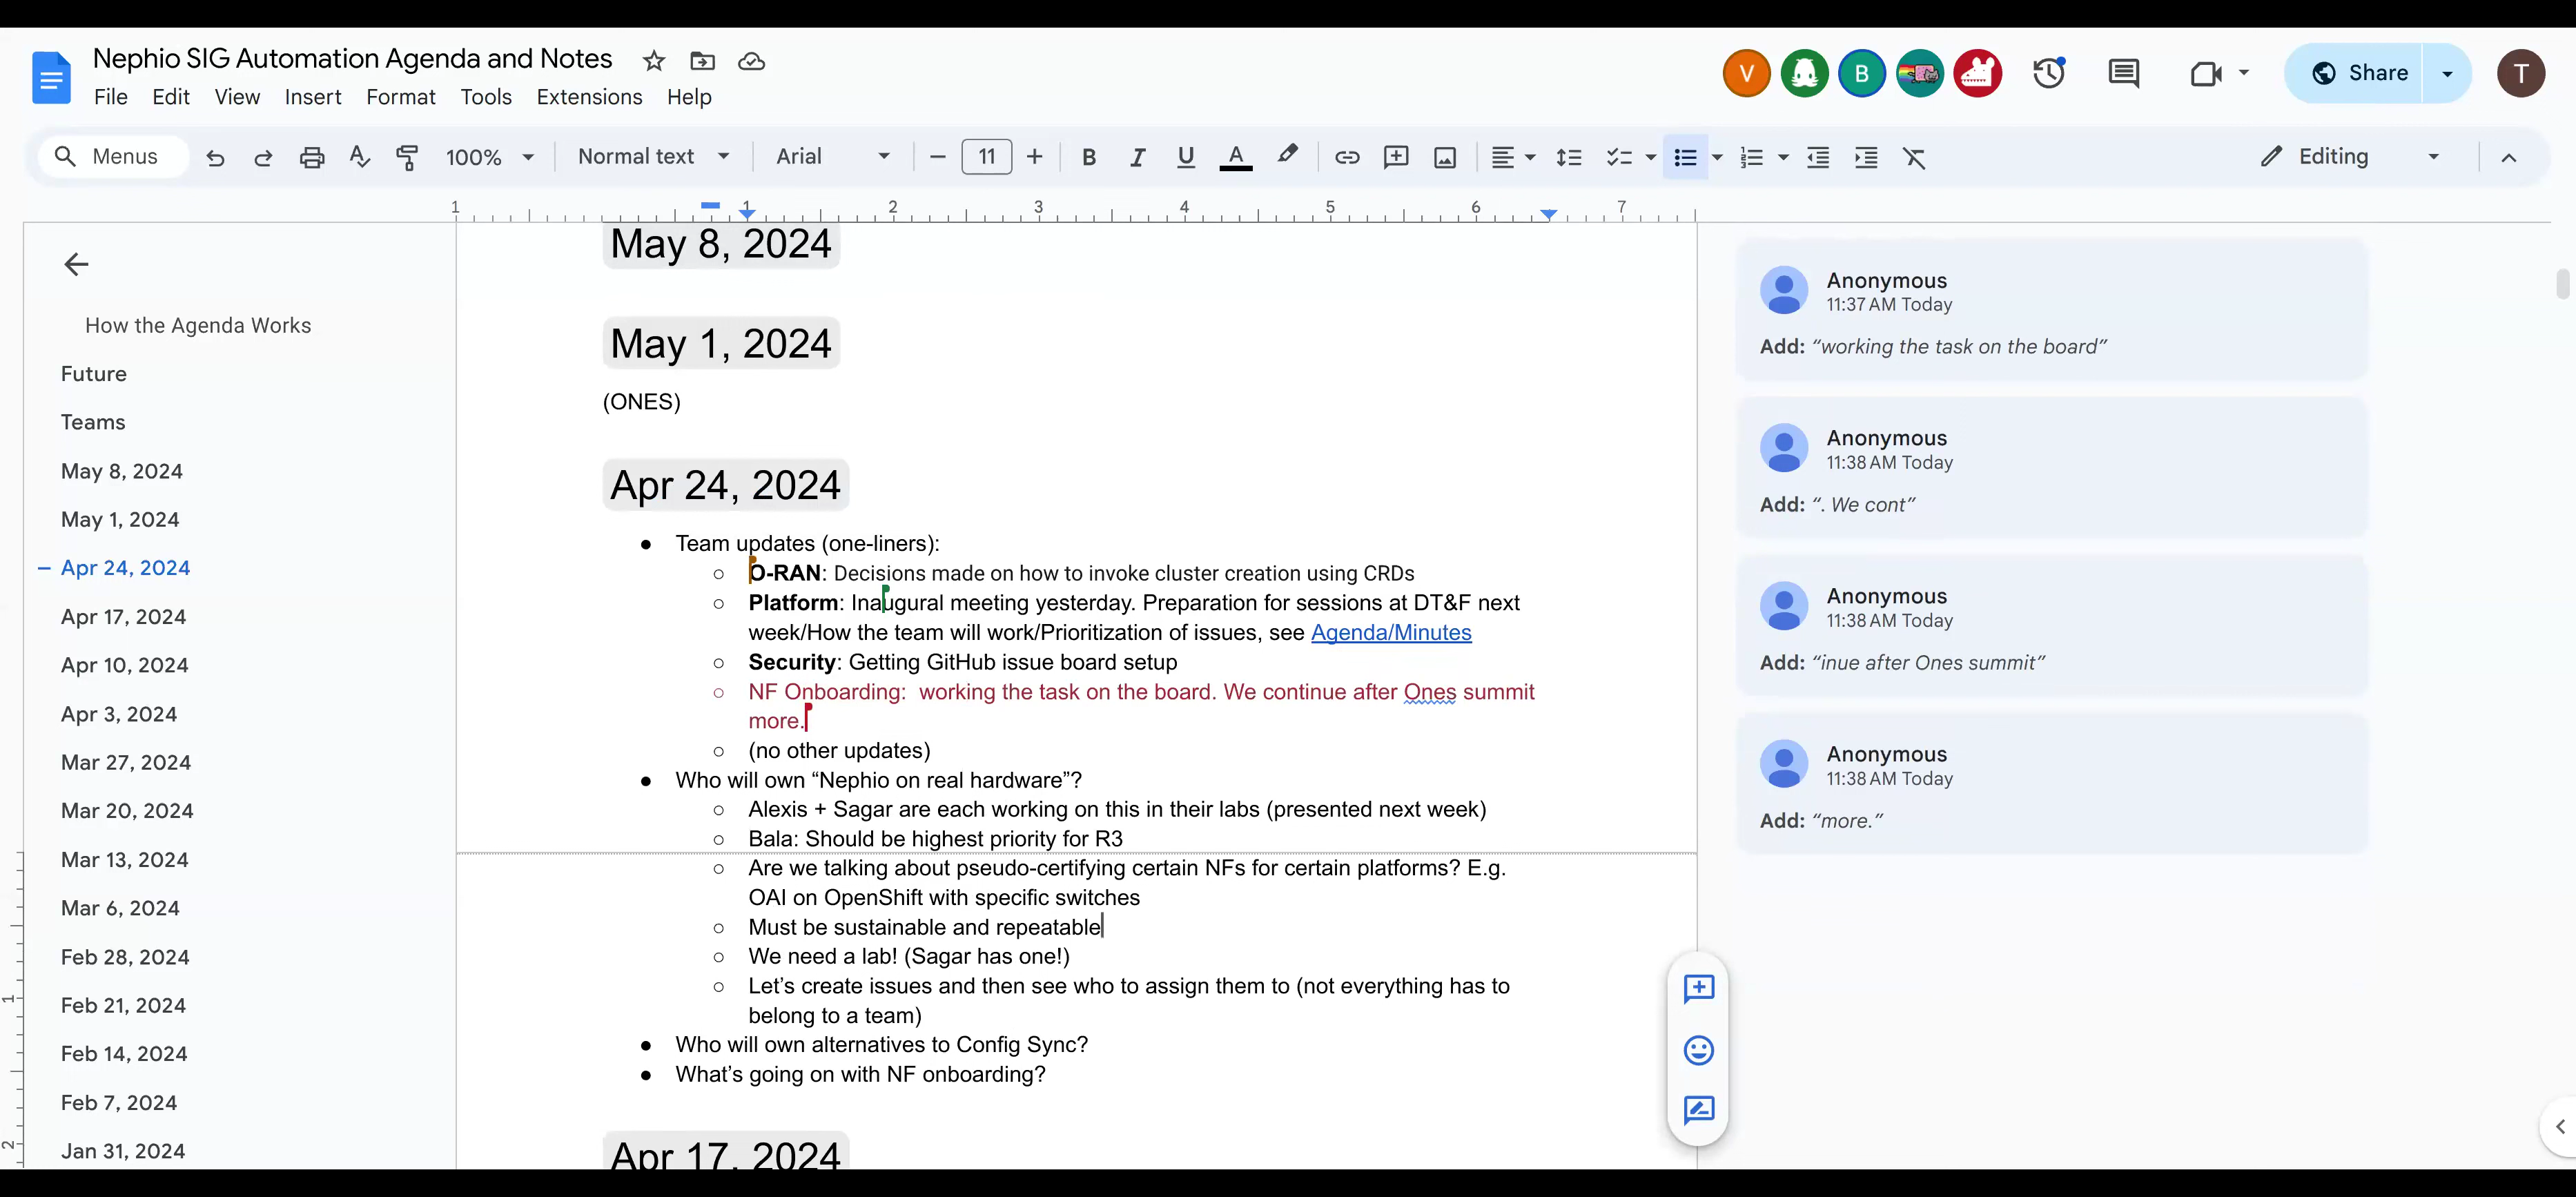 Nephio SIG Automation Agenda and Notes
File Edit View Insert Format Tools Extensions Help
V B Share T
Menus 100% Normal text Arial 11 B I U A Editing
1 1 2 3 4 5 6 7
How the Agenda Works
Future
Teams
May 8, 2024
May 1, 2024
Apr 24, 2024
Apr 17, 2024
Apr 10, 2024
Apr 3, 2024
Mar 27, 2024
Mar 20, 2024
Mar 13, 2024
Mar 6, 2024
Feb 28, 2024
Feb 21, 2024
Feb 14, 2024
Feb 7, 2024
Jan 31, 2024
1
2
May 8, 2024
May 1, 2024
(ONES)
Apr 24, 2024
● Team updates (one-liners):
○ O-RAN: Decisions made on how to invoke cluster creation using CRDs
○ Platform: Inaugural meeting yesterday. Preparation for sessions at DT&F next
week/How the team will work/Prioritization of issues, see Agenda/Minutes
○ Security: Getting GitHub issue board setup
○ NF Onboarding: working the task on the board. We continue after Ones summit
more.
○ (no other updates)
● Who will own “Nephio on real hardware”?
○ Alexis + Sagar are each working on this in their labs (presented next week)
○ Bala: Should be highest priority for R3
○ Are we talking about pseudo-certifying certain NFs for certain platforms? E.g.
OAI on OpenShift with specific switches
○ Must be sustainable and repeatable
○ We need a lab! (Sagar has one!)
○ Let’s create issues and then see who to assign them to (not everything has to
belong to a team)
● Who will own alternatives to Config Sync?
● What’s going on with NF onboarding?
Apr 17, 2024
Anonymous
11:37 AM Today
Add: “working the task on the board”
Anonymous
11:38 AM Today
Add: “. We cont”
Anonymous
11:38 AM Today
Add: “inue after Ones summit”
Anonymous
11:38 AM Today
Add: “more.”